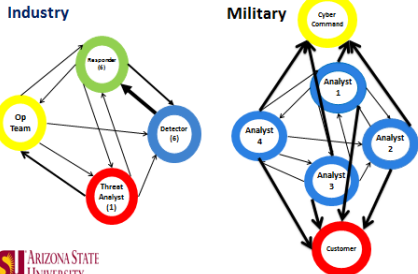 Industry
Military
Cyber
Command
Responder
(6)
Op
Team
Detector
(6)
Threat
Analyst
(1)
Analyst
1
Analyst
4
Analyst
2
Analyst
3
Customer
ARIZONA STATE
UNIVERSITY